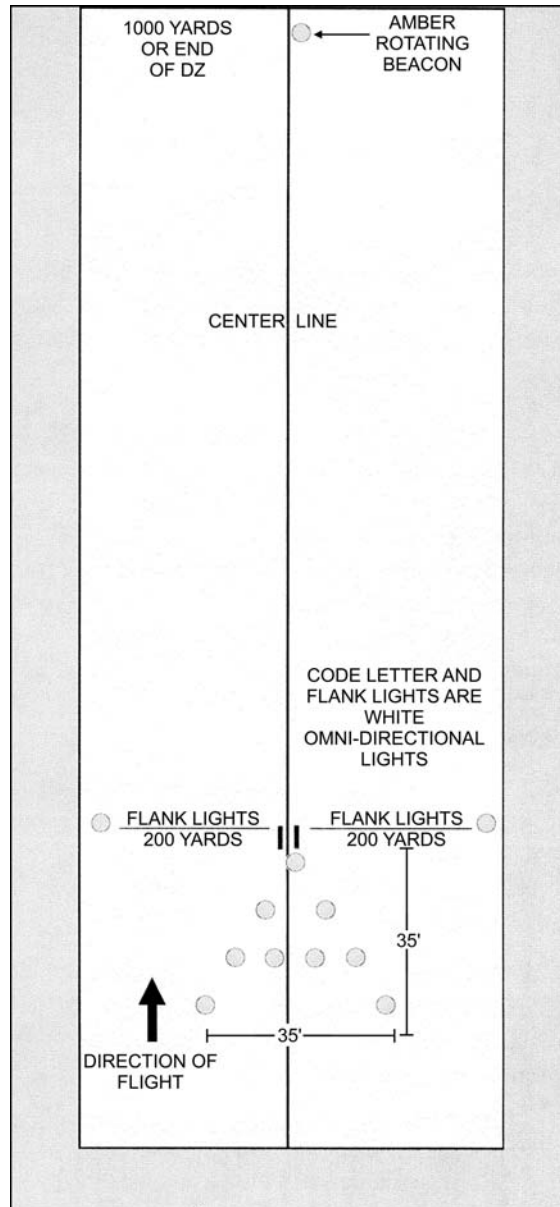 1000 YARDS
OR END
OF DZ
AMBER
ROTATING
BEACON
CENTER LINE
CODE LETTER AND
FLANK LIGHTS ARE
WHITE
OMNI-DIRECTIONAL
LIGHTS
FLANK LIGHTS
200 YARDS
FLANK LIGHTS
200 YARDS
35'
35'
DIRECTION OF
FLIGHT